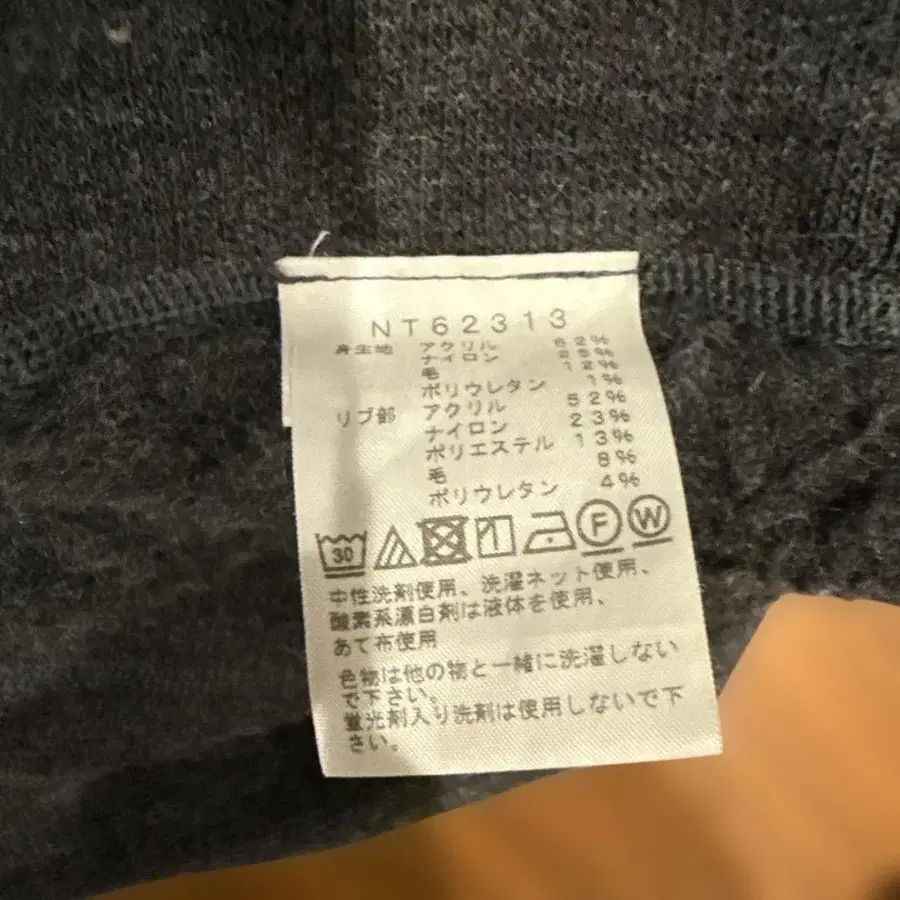 NT62313
身生地 アクリル 62%
ナイロン 25%
毛 12%
ポリウレタン 1%
リブ部 アクリル 52%
ナイロン 23%
ポリエステル 13%
毛 8%
ポリウレタン 4%
30 F W
中性洗剤使用、洗濯ネット使用、
酸素系漂白剤は液体を使用、
あて布使用
色物は他の物と一緒に洗濯しない
で下さい。
蛍光剤入り洗剤は使用しないで下
さい。